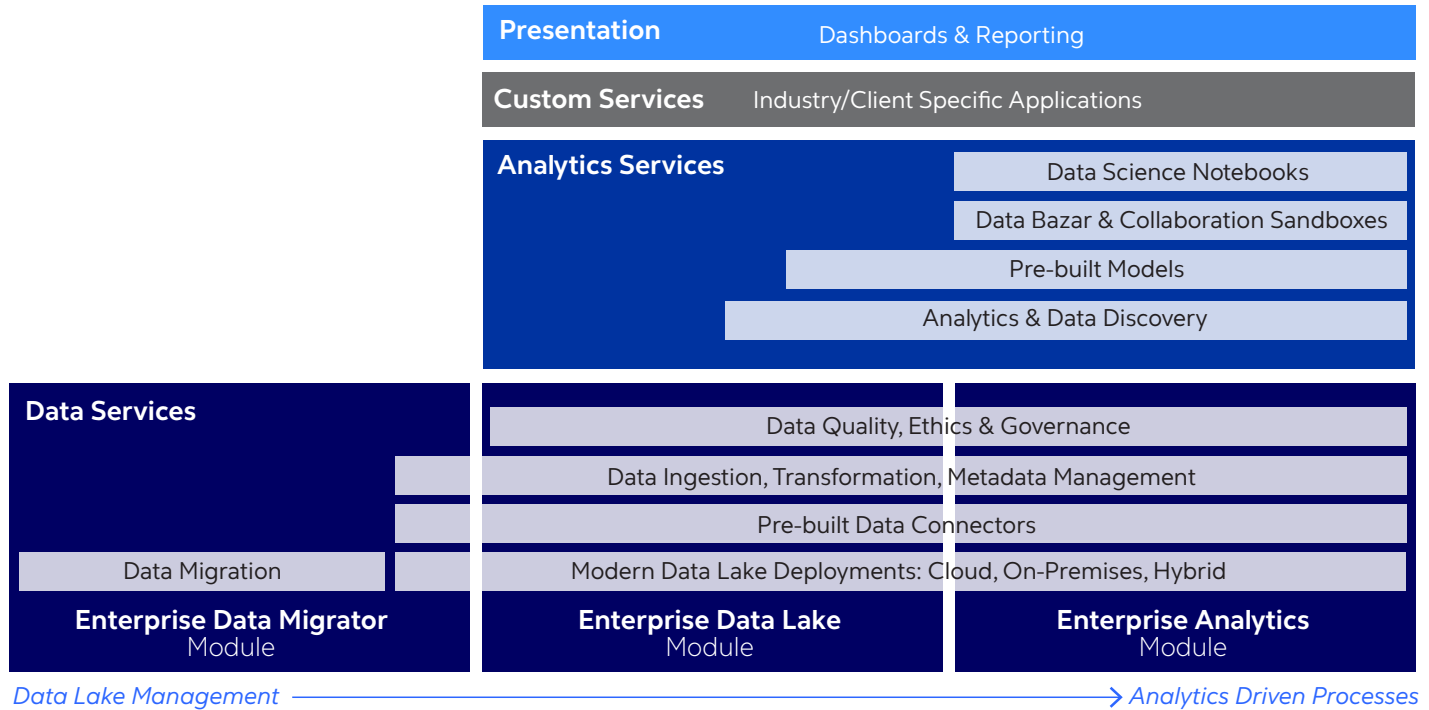 Presentation
Dashboards & Reporting
Custom Services
Industry/Client Specific Applications
Analytics Services
Data Science Notebooks
Data Bazar & Collaboration Sandboxes
Pre-built Models
Analytics & Data Discovery
Data Services
Data Quality, Ethics & Governance
Data Ingestion, Transformation, Metadata Management
Pre-built Data Connectors
Data Migration
Modern Data Lake Deployments: Cloud, On-Premises, Hybrid
Enterprise Data Migrator
Module
Enterprise Data Lake
Module
Enterprise Analytics
Module
Data Lake Management
Analytics Driven Processes